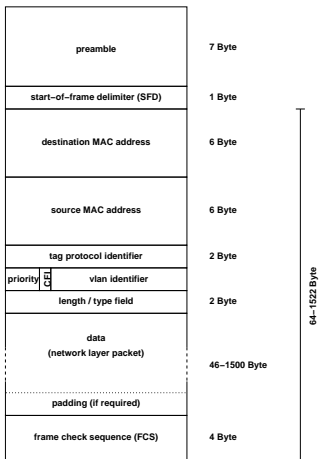 preamble 7 Byte
start-of-frame delimiter (SFD) 1 Byte
destination MAC address 6 Byte
source MAC address 6 Byte
tag protocol identifier 2 Byte
priority CFI vlan identifier
length / type field 2 Byte
data
(network layer packet)
46-1500 Byte
padding (if required)
frame check sequence (FCS) 4 Byte
64-1522 Byte